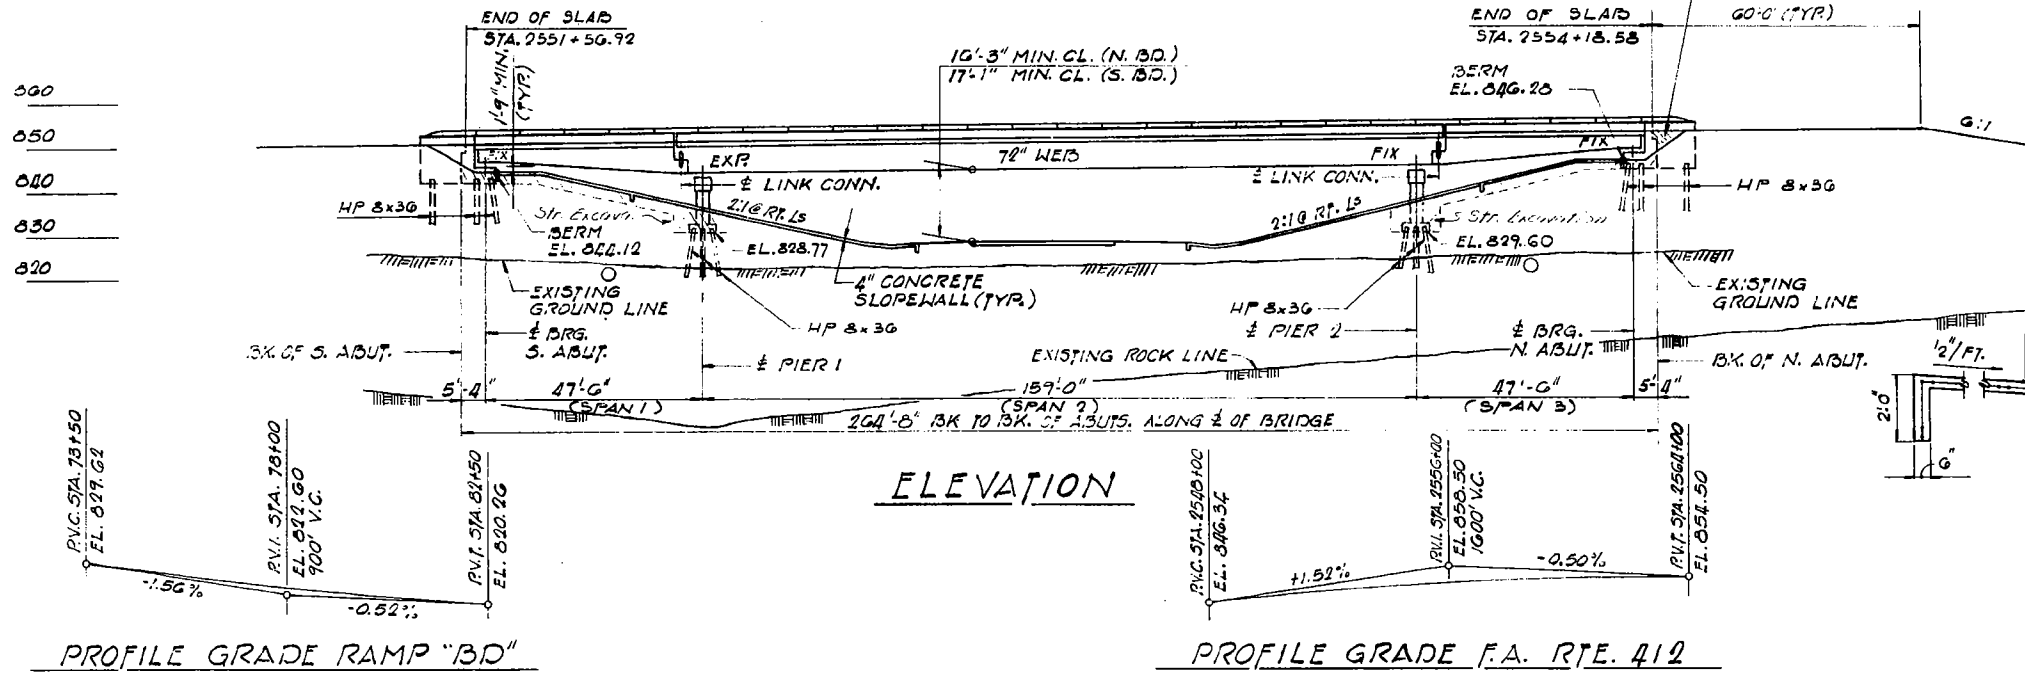 END OF SLAB
STA. 2551+56.92
1'-9" MIN. (TYP.)
16'-3" MIN. CL. (N. BD.)
17'-1" MIN. CL. (S. BD.)
END OF SLAB
STA. 2554+18.58
60'-0" (TYP.)
BERM
EL. 846.28
860
850
840
830
820
6:1
FIX
EXP.
72" WEB
FIX
FIX
℄ LINK CONN.
℄ LINK CONN.
HP 8x36
HP 8x36
2:1 @ RT. Ls
2:1 @ RT. Ls
Str. Excavation
Str. Excavation
BERM
EL. 844.12
EL. 828.77
EL. 829.60
4" CONCRETE
SLOPEWALL (TYP.)
EXISTING
GROUND LINE
EXISTING
GROUND LINE
HP 8x36
HP 8x36
℄ BRG.
S. ABUT.
BK. OF S. ABUT.
℄ PIER 1
℄ PIER 2
EXISTING ROCK LINE
℄ BRG.
N. ABUT.
BK. OF N. ABUT.
1/2"/FT.
5'-4"
47'-6"
(SPAN 1)
159'-0"
(SPAN 2)
47'-6"
(SPAN 3)
5'-4"
264'-8" BK TO BK. OF ABUTS. ALONG ℄ OF BRIDGE
2'-0"
6"
ELEVATION
P.V.C. STA. 73+50
EL. 829.62
P.V.I. STA. 78+00
EL. 822.60
900' V.C.
P.V.T. STA. 82+50
EL. 820.26
-1.56%
-0.52%
PROFILE GRADE RAMP "BD"
P.V.C. STA. 2548+00
EL. 846.34
P.V.I. STA. 2556+00
EL. 858.50
1600' V.C.
P.V.T. STA. 2564+00
EL. 854.50
+1.52%
-0.50%
PROFILE GRADE F.A. RTE. 412